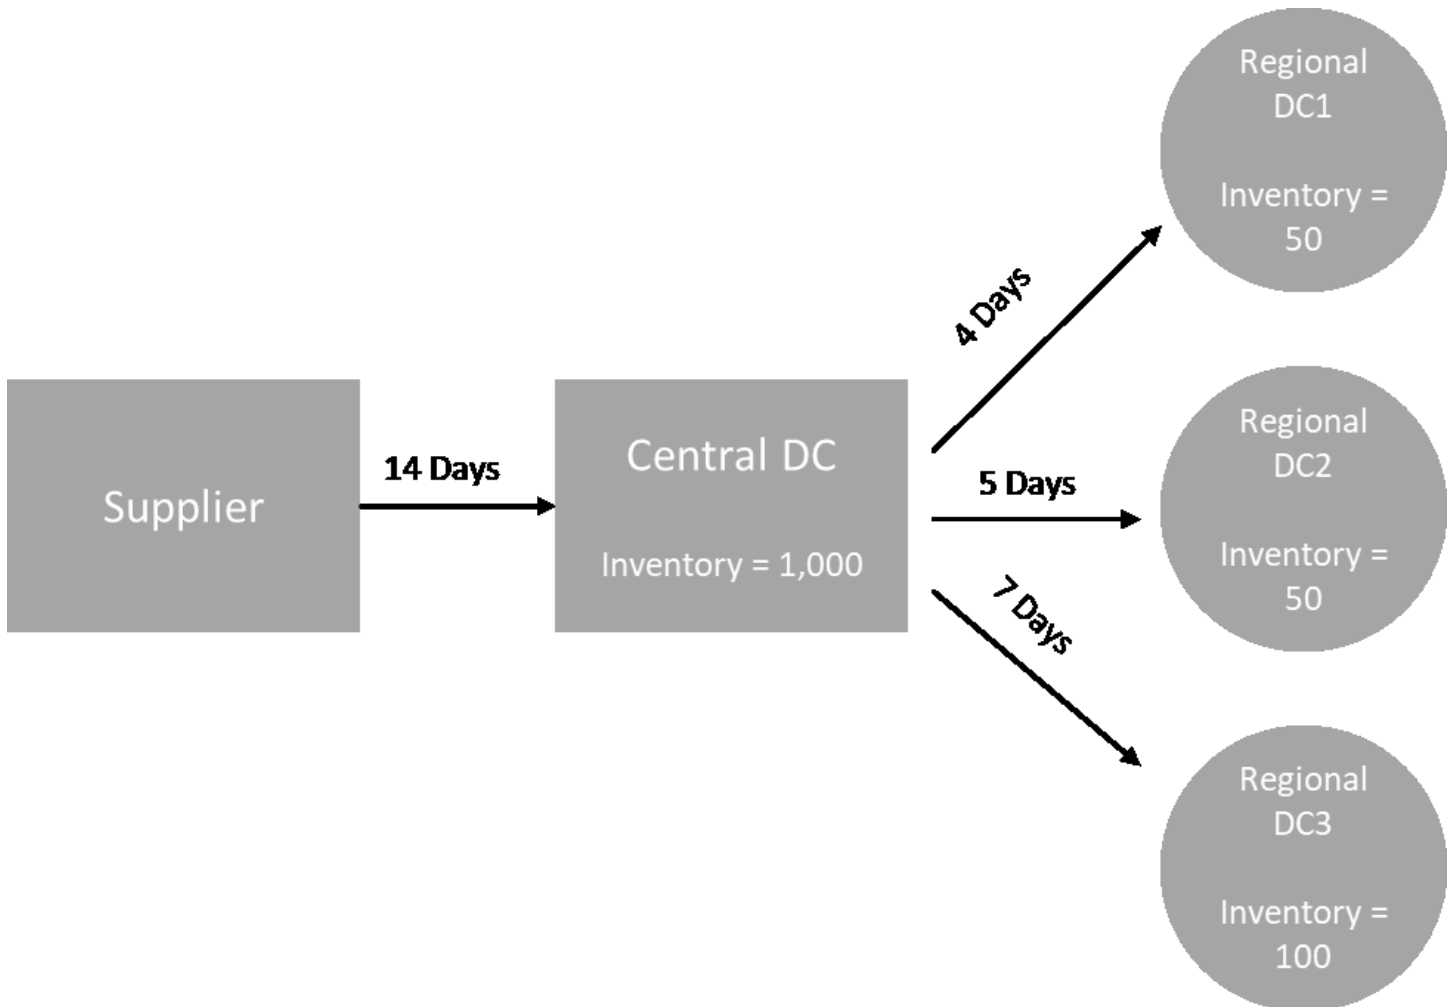 Supplier
14 Days
Central DC
Inventory = 1,000
4 Days
5 Days
7 Days
Regional
DC1
Inventory =
50
Regional
DC2
Inventory =
50
Regional
DC3
Inventory =
100